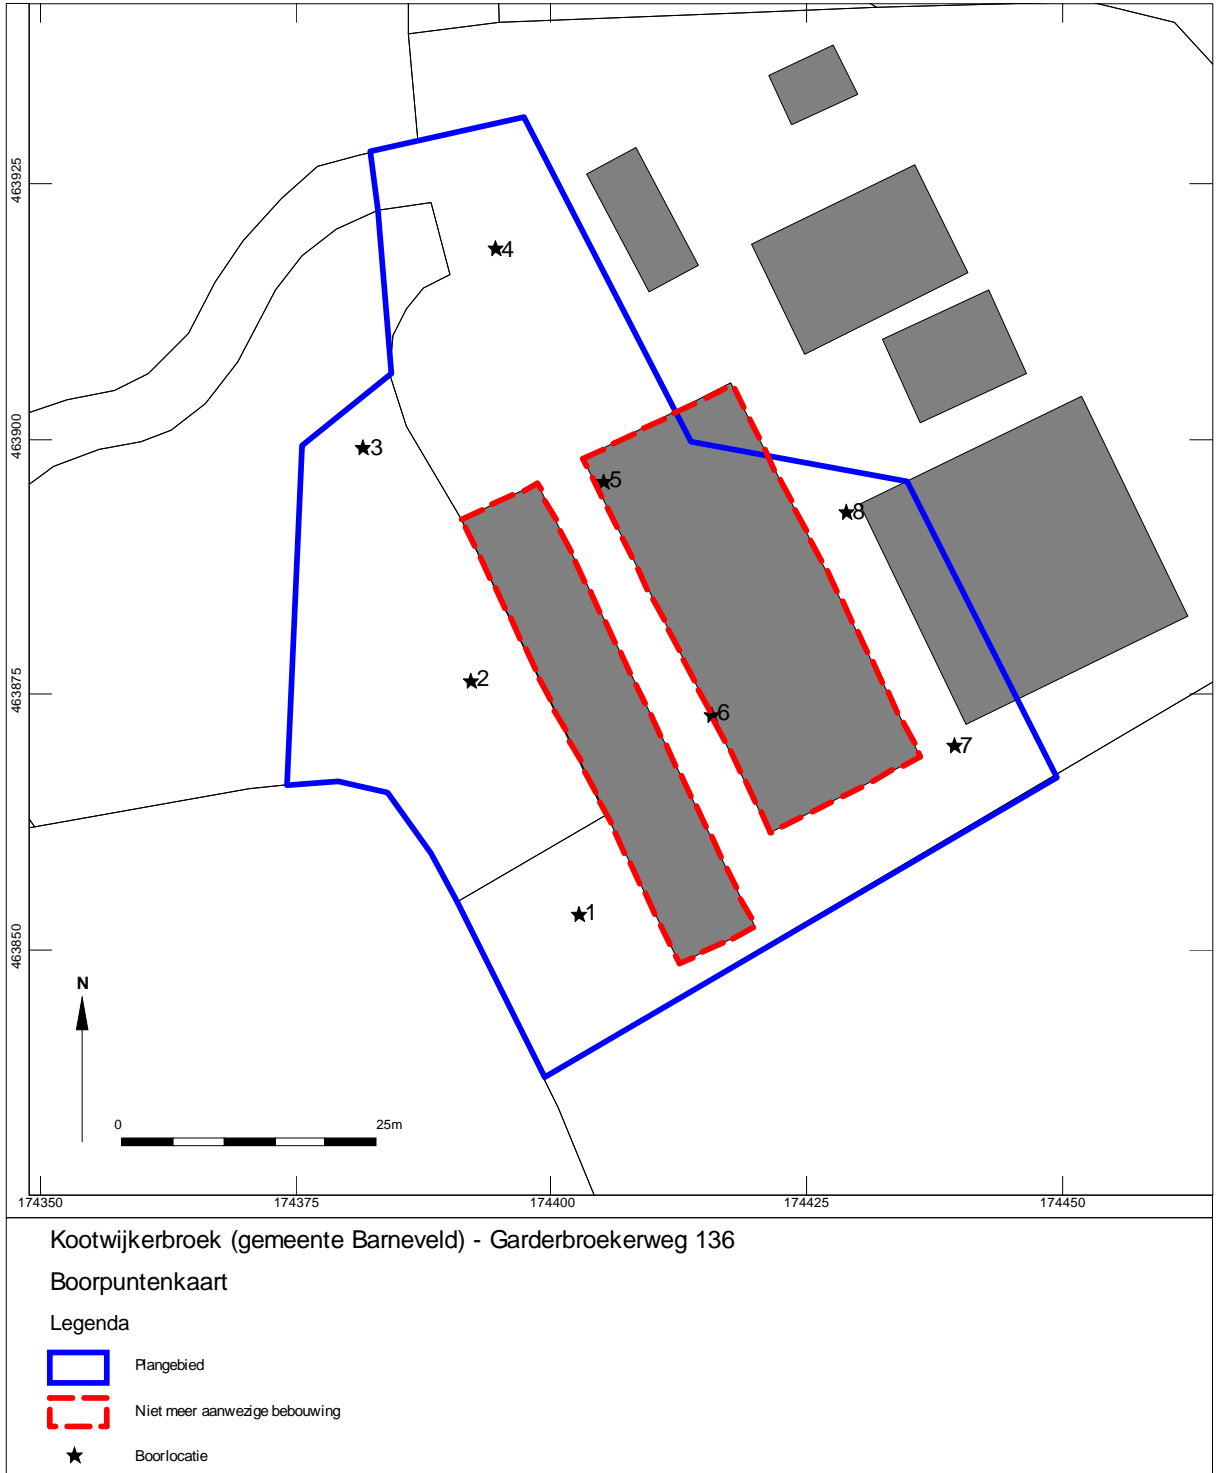 463925
463900
463875
463850
4
3
5
8
2
6
7
1
N
0 25m
174350 174375 174400 174425 174450
Kootwijkerbroek (gemeente Barneveld) - Garderbroekerweg 136
Boorpuntenkaart
Legenda
Plangebied
Niet meer aanwezige bebouwing
Boorlocatie